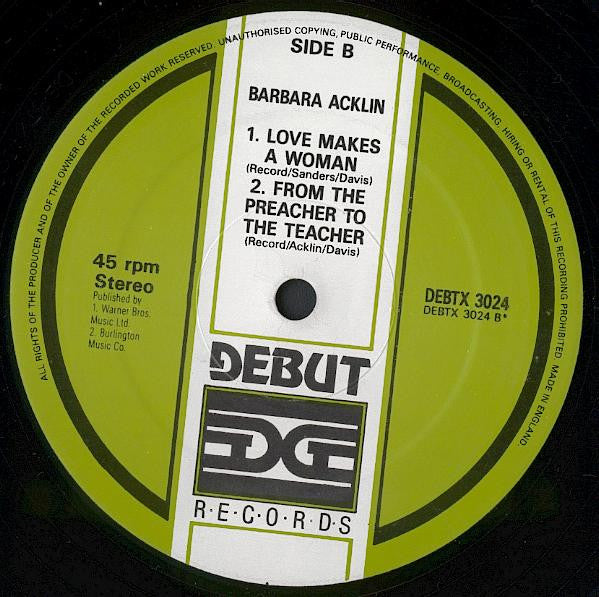 ALL RIGHTS OF THE PRODUCER AND OF THE OWNER OF THE RECORDED WORK RESERVED. UNAUTHORISED COPYING, PUBLIC PERFORMANCE, BROADCASTING, HIRING OR RENTAL OF THIS RECORDING PROHIBITED. MADE IN ENGLAND.
SIDE B
BARBARA ACKLIN
1. LOVE MAKES
A WOMAN
(Record/Sanders/Davis)
2. FROM THE
PREACHER TO
THE TEACHER
(Record/Acklin/Davis)
45 rpm
Stereo
Published by
1. Warner Bros.
Music Ltd.
2. Burlington
Music Co.
DEBTX 3024
DEBTX 3024 B*
DEBUT
EDGE
R·E·C·O·R·D·S